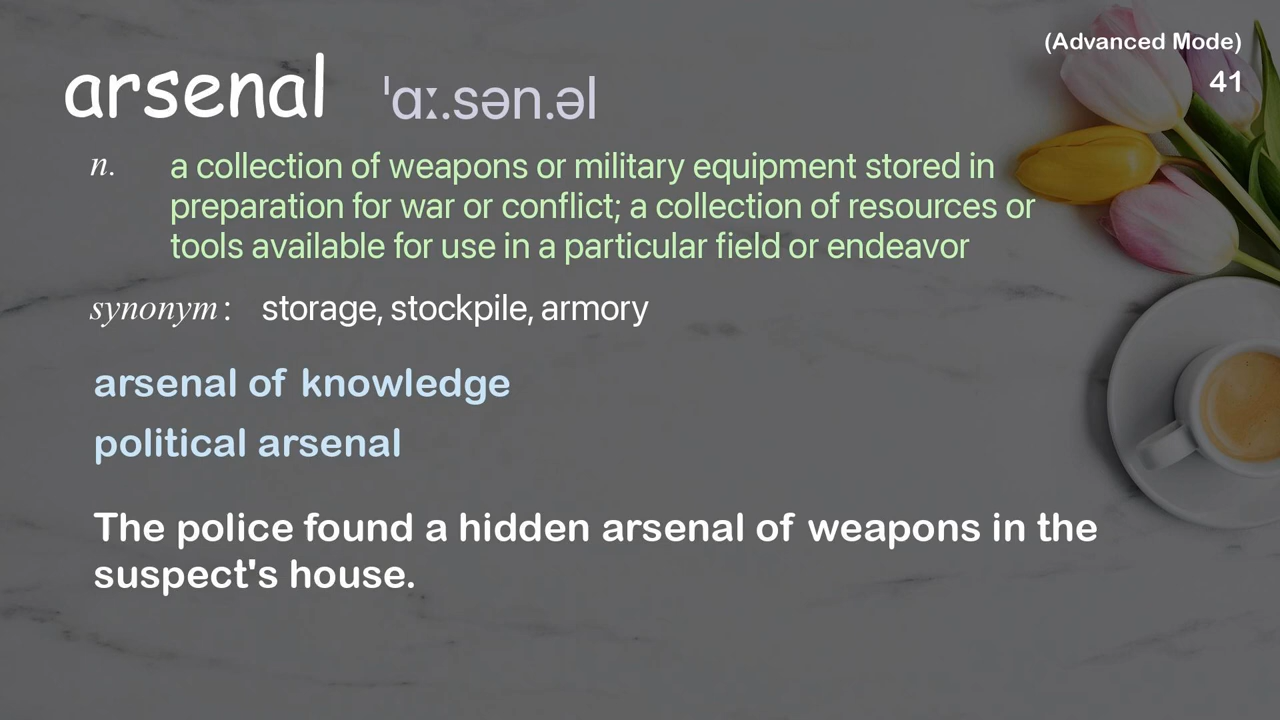 (Advanced Mode)
41
arsenal ˈɑː.sən.əl
n. a collection of weapons or military equipment stored in
preparation for war or conflict; a collection of resources or
tools available for use in a particular field or endeavor
synonym: storage, stockpile, armory
arsenal of knowledge
political arsenal
The police found a hidden arsenal of weapons in the
suspect's house.